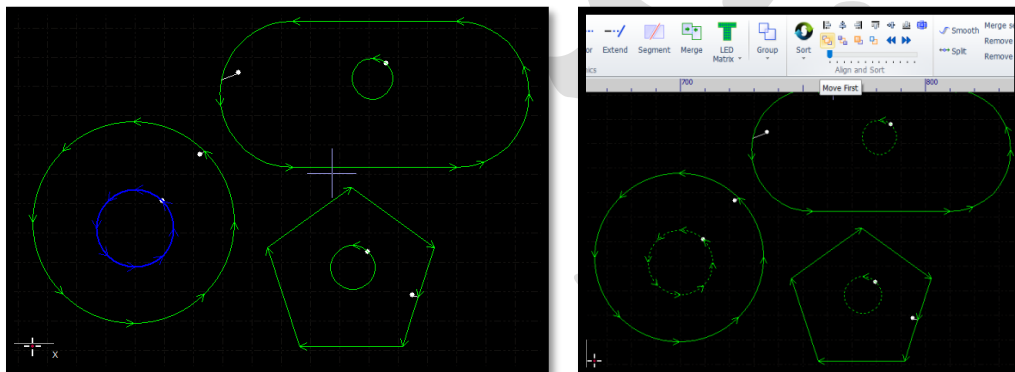 X
or
Extend
Segment
Merge
LED
Matrix
Group
Sort
Smooth
Split
Merge se
Remove
Remove
ics
Align and Sort
700
800
Move First